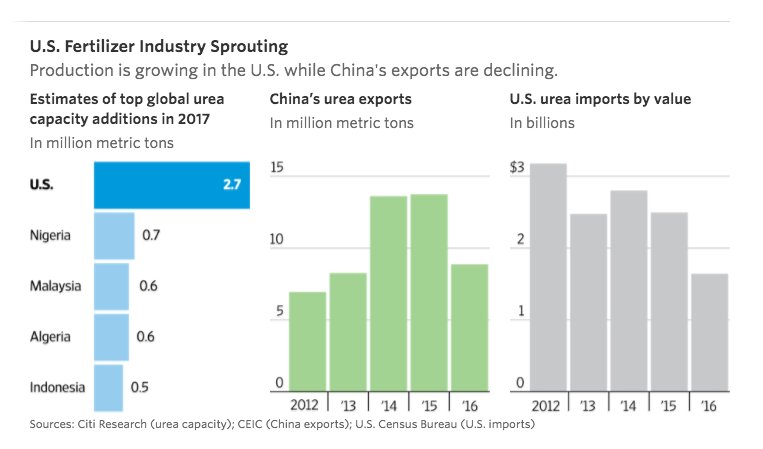 U.S. Fertilizer Industry Sprouting
Production is growing in the U.S. while China's exports are declining.
Estimates of top global urea
capacity additions in 2017
In million metric tons
U.S. 2.7
Nigeria 0.7
Malaysia 0.6
Algeria 0.6
Indonesia 0.5
China's urea exports
In million metric tons
15
10
5
0
2012 '13 '14 '15 '16
U.S. urea imports by value
In billions
$3
2
1
0
2012 '13 '14 '15 '16
Sources: Citi Research (urea capacity); CEIC (China exports); U.S. Census Bureau (U.S. imports)